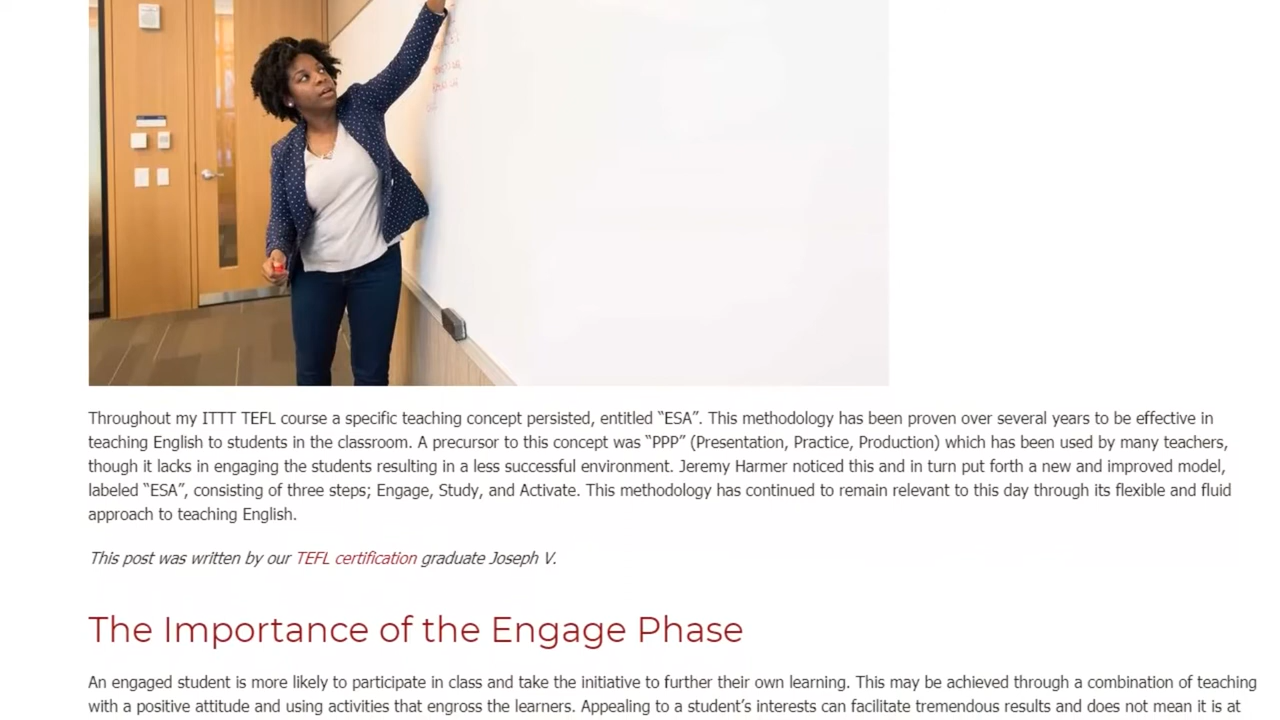 Throughout my ITTT TEFL course a specific teaching concept persisted, entitled “ESA”. This methodology has been proven over several years to be effective in
teaching English to students in the classroom. A precursor to this concept was “PPP” (Presentation, Practice, Production) which has been used by many teachers,
though it lacks in engaging the students resulting in a less successful environment. Jeremy Harmer noticed this and in turn put forth a new and improved model,
labeled “ESA”, consisting of three steps; Engage, Study, and Activate. This methodology has continued to remain relevant to this day through its flexible and fluid
approach to teaching English.
This post was written by our TEFL certification graduate Joseph V.
The Importance of the Engage Phase
An engaged student is more likely to participate in class and take the initiative to further their own learning. This may be achieved through a combination of teaching
with a positive attitude and using activities that engross the learners. Appealing to a student’s interests can facilitate tremendous results and does not mean it is at